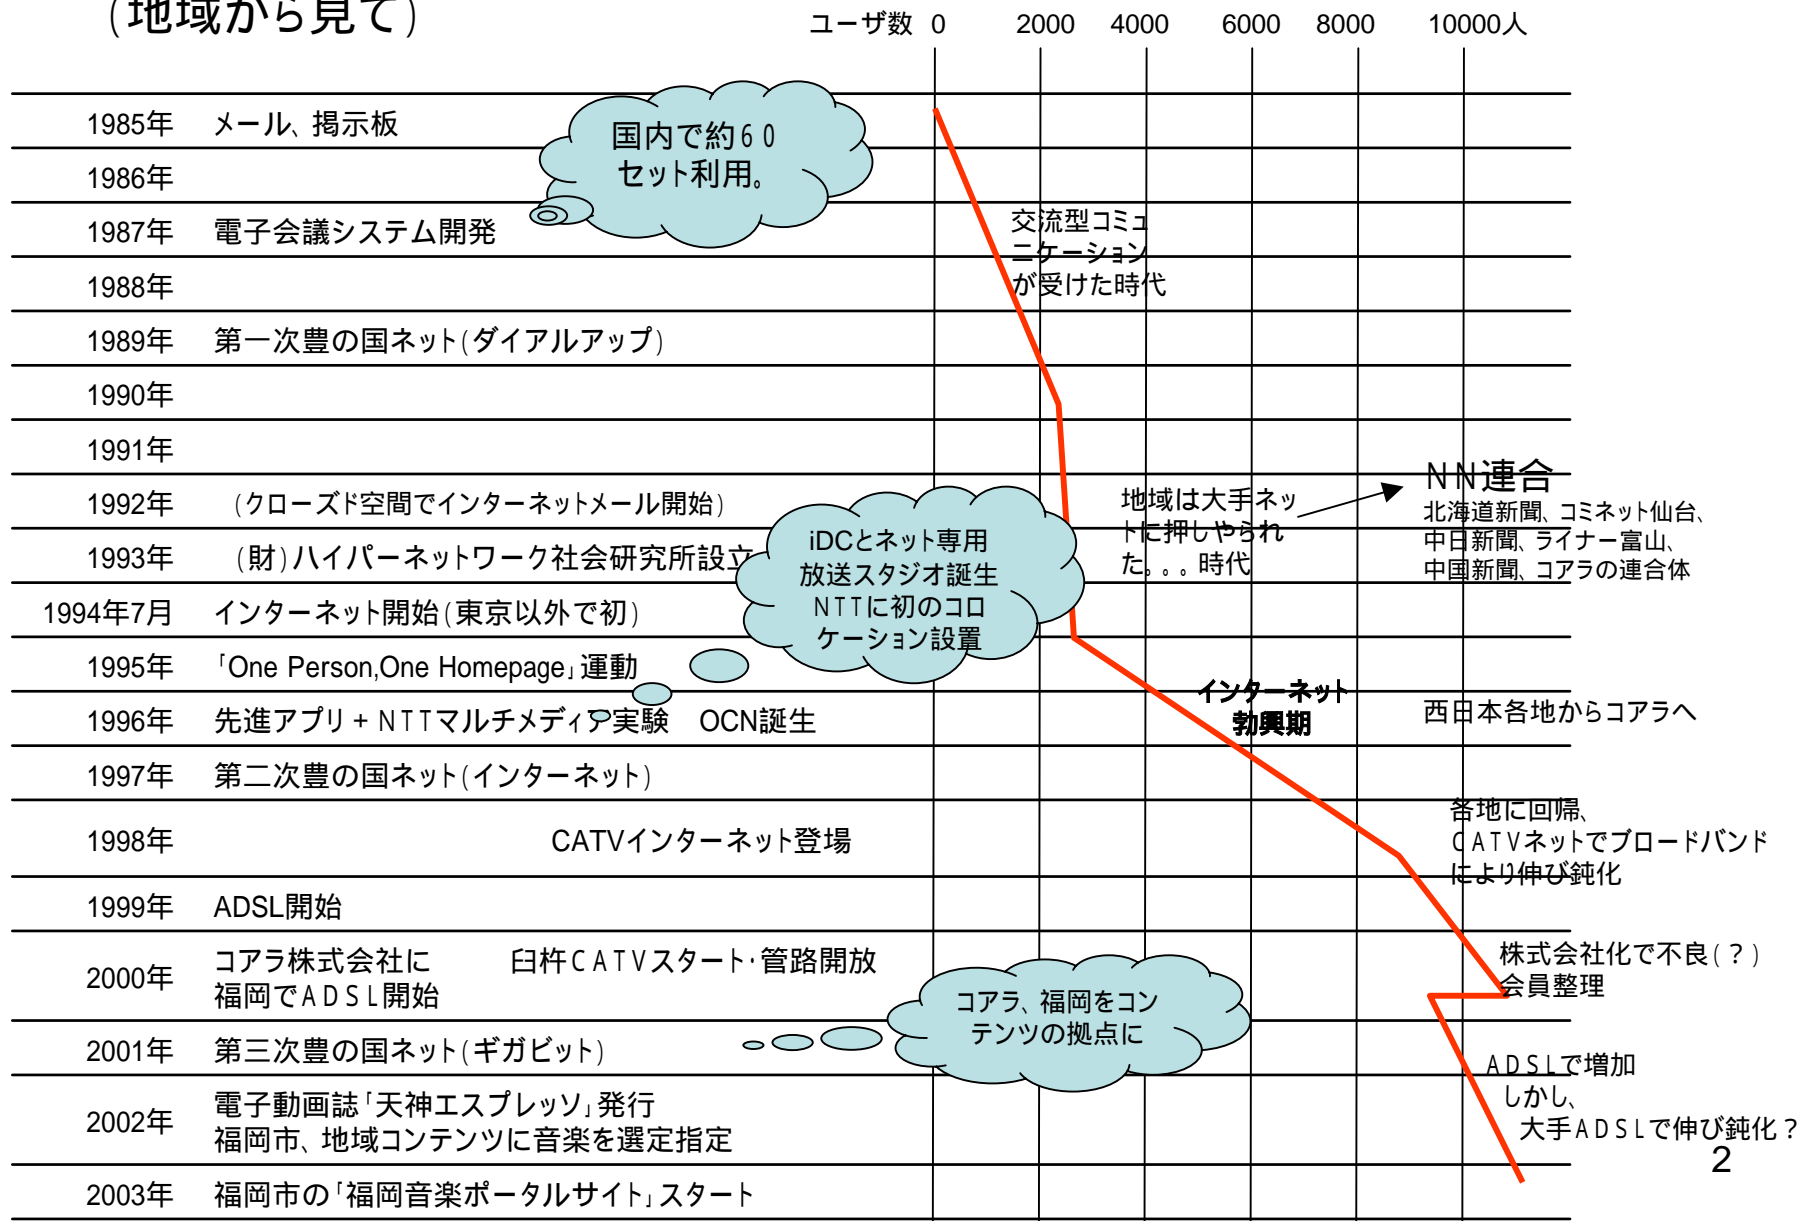 (地域から見て)
ユーザ数 0 2000 4000 6000 8000 10000人
1985年 メール、掲示板
国内で約60
セット利用。
1986年
1987年 電子会議システム開発
交流型コミュ
ニケーション
が受けた時代
1988年
1989年 第一次豊の国ネット(ダイアルアップ)
1990年
1991年
1992年 (クローズド空間でインターネットメール開始)
地域は大手ネッ
トに押しやられ
た。。。時代
NN連合
北海道新聞、コミネット仙台、
中日新聞、ライナー富山、
中国新聞、コアラの連合体
1993年 (財)ハイパーネットワーク社会研究所設立
iDCとネット専用
放送スタジオ誕生
NTTに初のコロ
ケーション設置
1994年7月 インターネット開始(東京以外で初)
1995年 「One Person,One Homepage」運動
インターネット
勃興期
1996年 先進アプリ+NTTマルチメディア実験 OCN誕生
西日本各地からコアラへ
1997年 第二次豊の国ネット(インターネット)
1998年 CATVインターネット登場
各地に回帰、
CATVネットでブロードバンド
により伸び鈍化
1999年 ADSL開始
2000年 コアラ株式会社に 臼杵CATVスタート・管路開放
福岡でADSL開始
株式会社化で不良(?)
会員整理
コアラ、福岡をコン
テンツの拠点に
2001年 第三次豊の国ネット(ギガビット)
ADSLで増加
しかし、
大手ADSLで伸び鈍化?
2002年 電子動画誌「天神エスプレッソ」発行
福岡市、地域コンテンツに音楽を選定指定
2
2003年 福岡市の「福岡音楽ポータルサイト」スタート